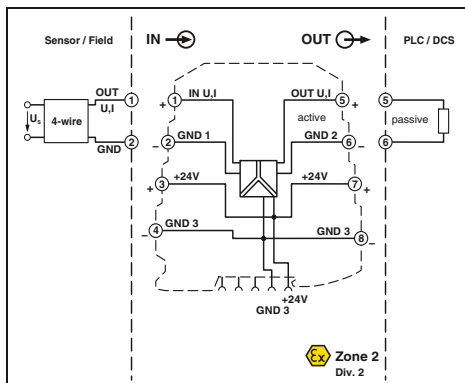 Sensor / Field
IN
OUT
PLC / DCS
OUT
U,I
1
+
1
IN U,I
OUT U,I
5
+
5
Us
4-wire
active
passive
GND
2
−
2
GND 1
GND 2
6
−
6
+
3
+24V
+24V
7
+
−
4
GND 3
GND 3
8
−
+24V
GND 3
Ex
Zone 2
Div. 2